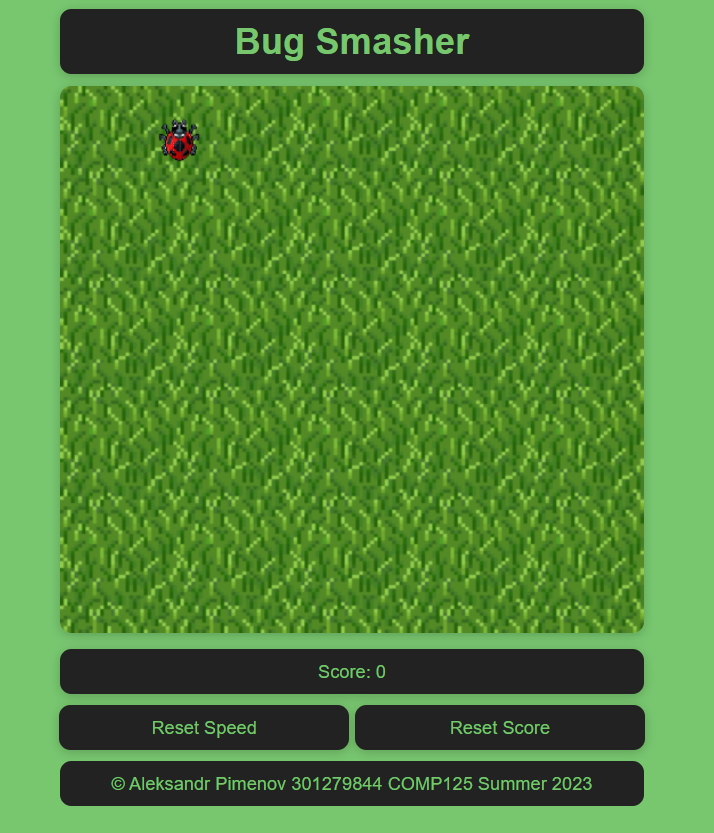 Bug Smasher
Score: 0
Reset Speed
Reset Score
© Aleksandr Pimenov 301279844 COMP125 Summer 2023